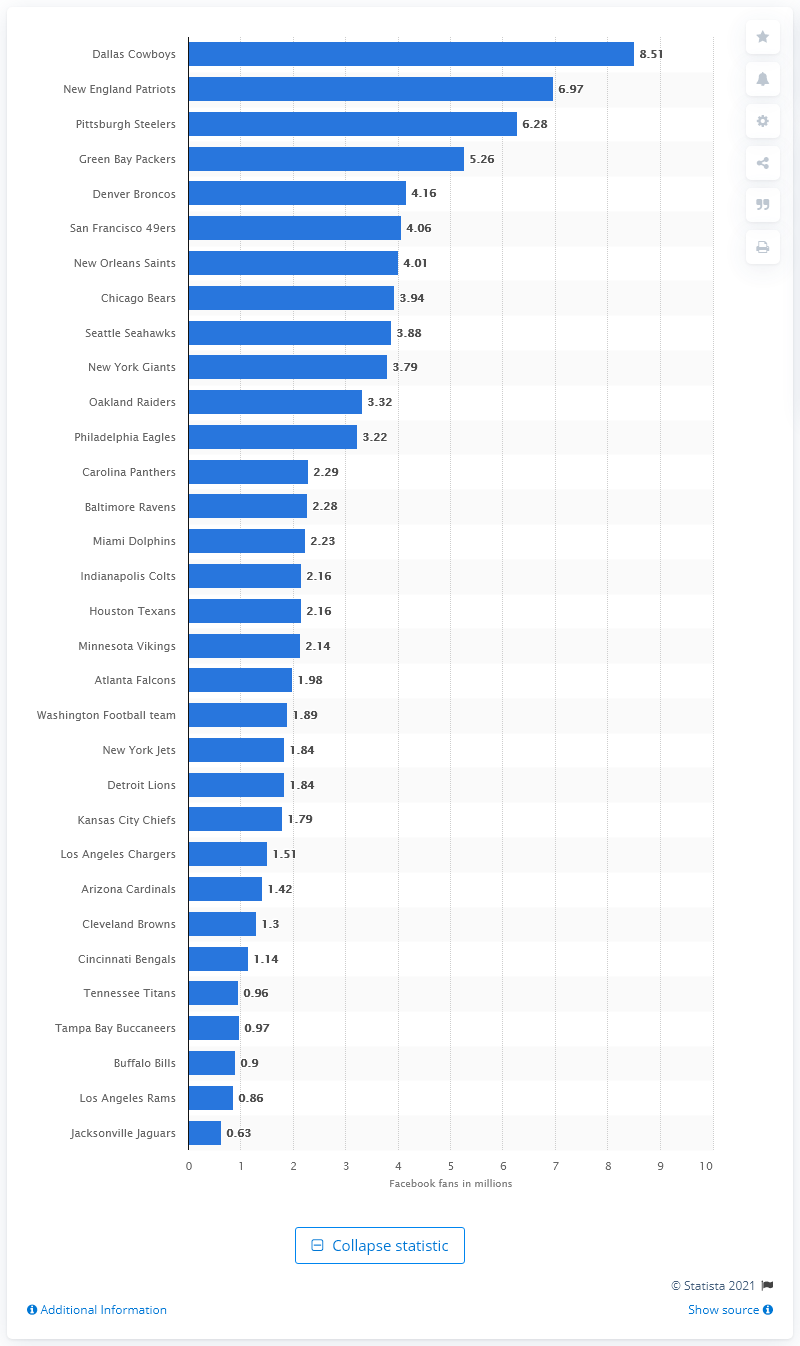 Dallas Cowboys 8.51
New England Patriots 6.97
Pittsburgh Steelers 6.28
Green Bay Packers 5.26
Denver Broncos 4.16
San Francisco 49ers 4.06
New Orleans Saints 4.01
Chicago Bears 3.94
Seattle Seahawks 3.88
New York Giants 3.79
Oakland Raiders 3.32
Philadelphia Eagles 3.22
Carolina Panthers 2.29
Baltimore Ravens 2.28
Miami Dolphins 2.23
Indianapolis Colts 2.16
Houston Texans 2.16
Minnesota Vikings 2.14
Atlanta Falcons 1.98
Washington Football team 1.89
New York Jets 1.84
Detroit Lions 1.84
Kansas City Chiefs 1.79
Los Angeles Chargers 1.51
Arizona Cardinals 1.42
Cleveland Browns 1.3
Cincinnati Bengals 1.14
Tennessee Titans 0.96
Tampa Bay Buccaneers 0.97
Buffalo Bills 0.9
Los Angeles Rams 0.86
Jacksonville Jaguars 0.63
0 1 2 3 4 5 6 7 8 9 10
Facebook fans in millions
Collapse statistic
© Statista 2021
Additional Information Show source